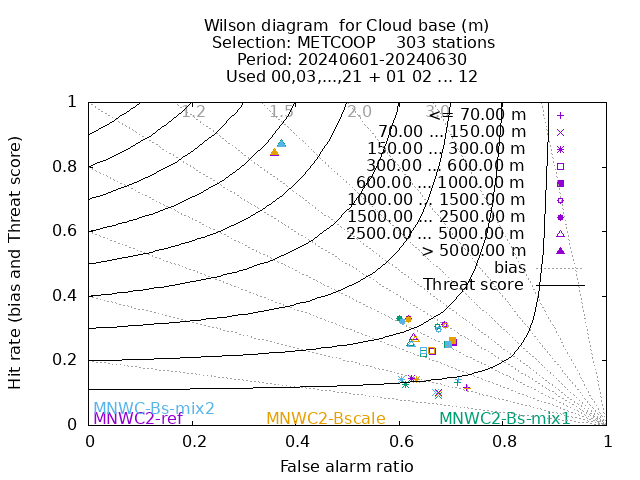 Wilson diagram  for Cloud base (m)
Selection: METCOOP    303 stations
Period: 20240601-20240630
Used 00,03,...,21 + 01 02 ... 12
Hit rate (bias and Threat score)
1
0.8
0.6
0.4
0.2
0
1.2 1.5 2.0 3.0
<= 70.00 m
70.00 ... 150.00 m
150.00 ... 300.00 m
300.00 ... 600.00 m
600.00 ... 1000.00 m
1000.00 ... 1500.00 m
1500.00 ... 2500.00 m
2500.00 ... 5000.00 m
> 5000.00 m
bias
Threat score
MNWC-Bs-mix2
MNWC2-ref MNWC2-Bscale MNWC2-Bs-mix1
0 0.2 0.4 0.6 0.8 1
False alarm ratio